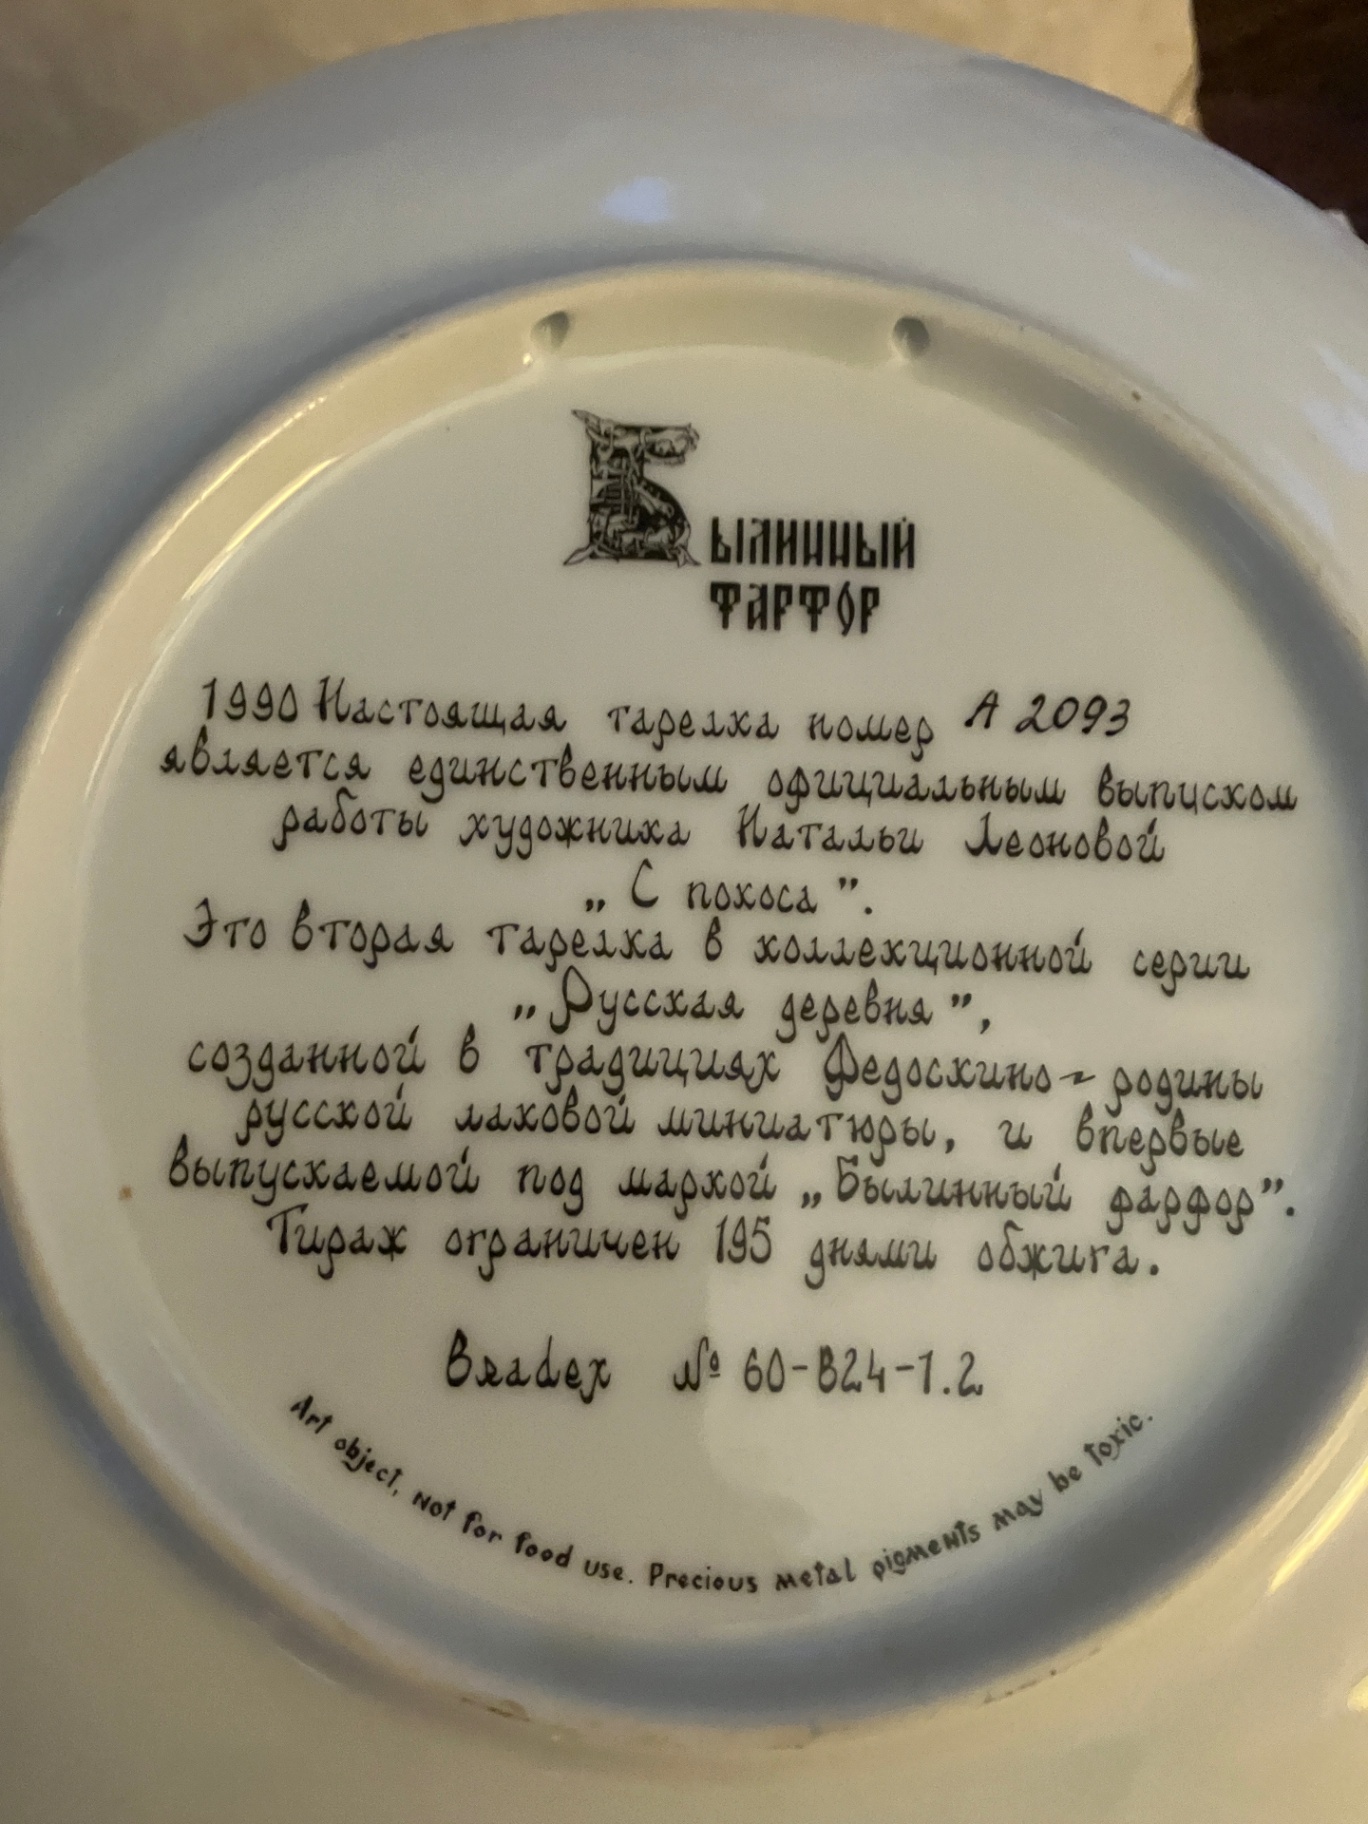 Былинный
фарфор
1990 Настоящая тарелка номер А 2093
является единственным официальным выпуском
работы художника Натальи Леоновой
„С покоса”.
Это вторая тарелка в коллекционной серии
„Русская деревня”,
созданной в традициях Федоскино - родины
русской лаковой миниатюры, и впервые
выпускаемой под маркой „Былинный фарфор”.
Тираж ограничен 195 днями обжига.
Bradex № 60-B24-1.2
Art object, not for food use. Precious metal pigments may be toxic.